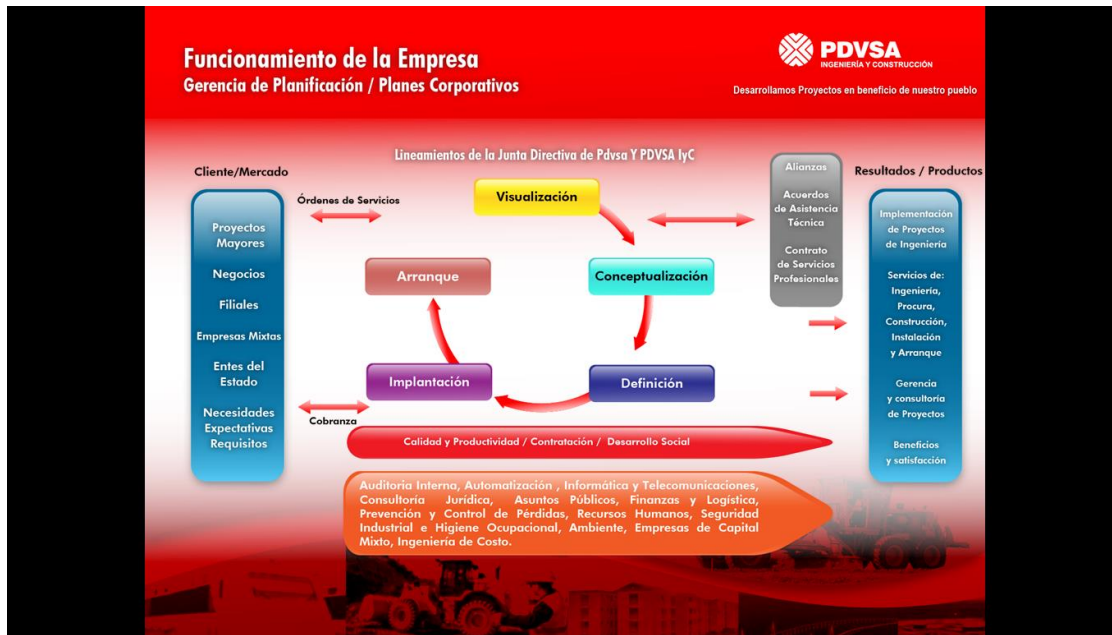 Funcionamiento de la Empresa
Gerencia de Planificación / Planes Corporativos
PDVSA
INGENIERÍA Y CONSTRUCCIÓN
Desarrollamos Proyectos en beneficio de nuestro pueblo
Lineamientos de la Junta Directiva de Pdvsa Y PDVSA IyC
Cliente/Mercado
Proyectos
Mayores
Negocios
Filiales
Empresas Mixtas
Entes del
Estado
Necesidades
Expectativas
Requisitos
Órdenes de Servicios
Cobranza
Visualización
Conceptualización
Definición
Implantación
Arranque
Alianzas
Acuerdos
de Asistencia
Técnica
Contrato
de Servicios
Profesionales
Resultados / Productos
Implementación
de Proyectos
de Ingeniería
Servicios de:
Ingeniería,
Procura,
Construcción,
Instalación
y Arranque
Gerencia
y consultoría
de Proyectos
Beneficios
y satisfacción
Calidad y Productividad / Contratación / Desarrollo Social
Auditoria Interna, Automatización , Informática y Telecomunicaciones,
Consultoría Jurídica, Asuntos Públicos, Finanzas y Logística,
Prevención y Control de Pérdidas, Recursos Humanos, Seguridad
Industrial e Higiene Ocupacional, Ambiente, Empresas de Capital
Mixto, Ingeniería de Costo.